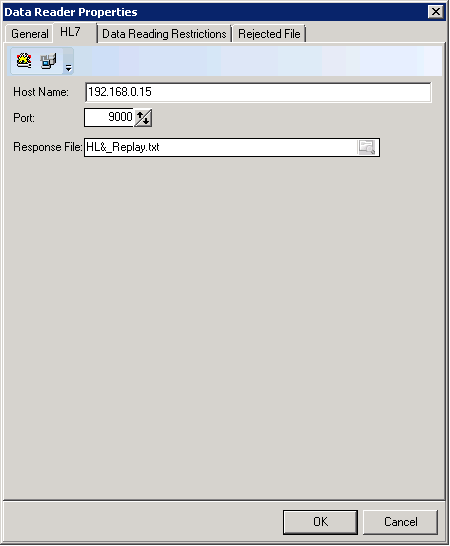 Data Reader Properties
General HL7 Data Reading Restrictions Rejected File
Host Name: 192.168.0.15
Port: 9000
Response File: HL&_Replay.txt
OK Cancel